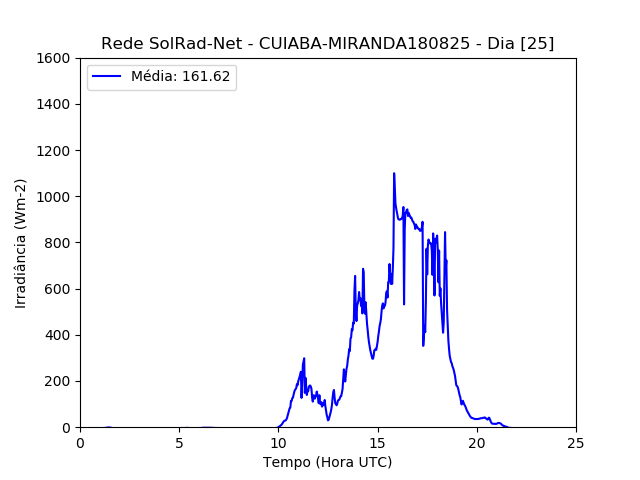 Rede SolRad-Net - CUIABA-MIRANDA180825 - Dia [25]
Média: 161.62
1600
1400
1200
1000
800
600
400
200
0
Irradiância (Wm-2)
0 5 10 15 20 25
Tempo (Hora UTC)